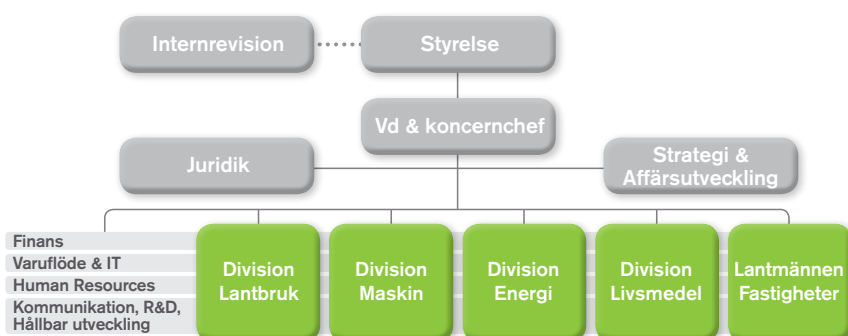 Internrevision
Styrelse
Vd & koncernchef
Juridik
Strategi &
Affärsutveckling
Finans
Varuflöde & IT
Human Resources
Kommunikation, R&D,
Hållbar utveckling
Division
Lantbruk
Division
Maskin
Division
Energi
Division
Livsmedel
Lantmännen
Fastigheter